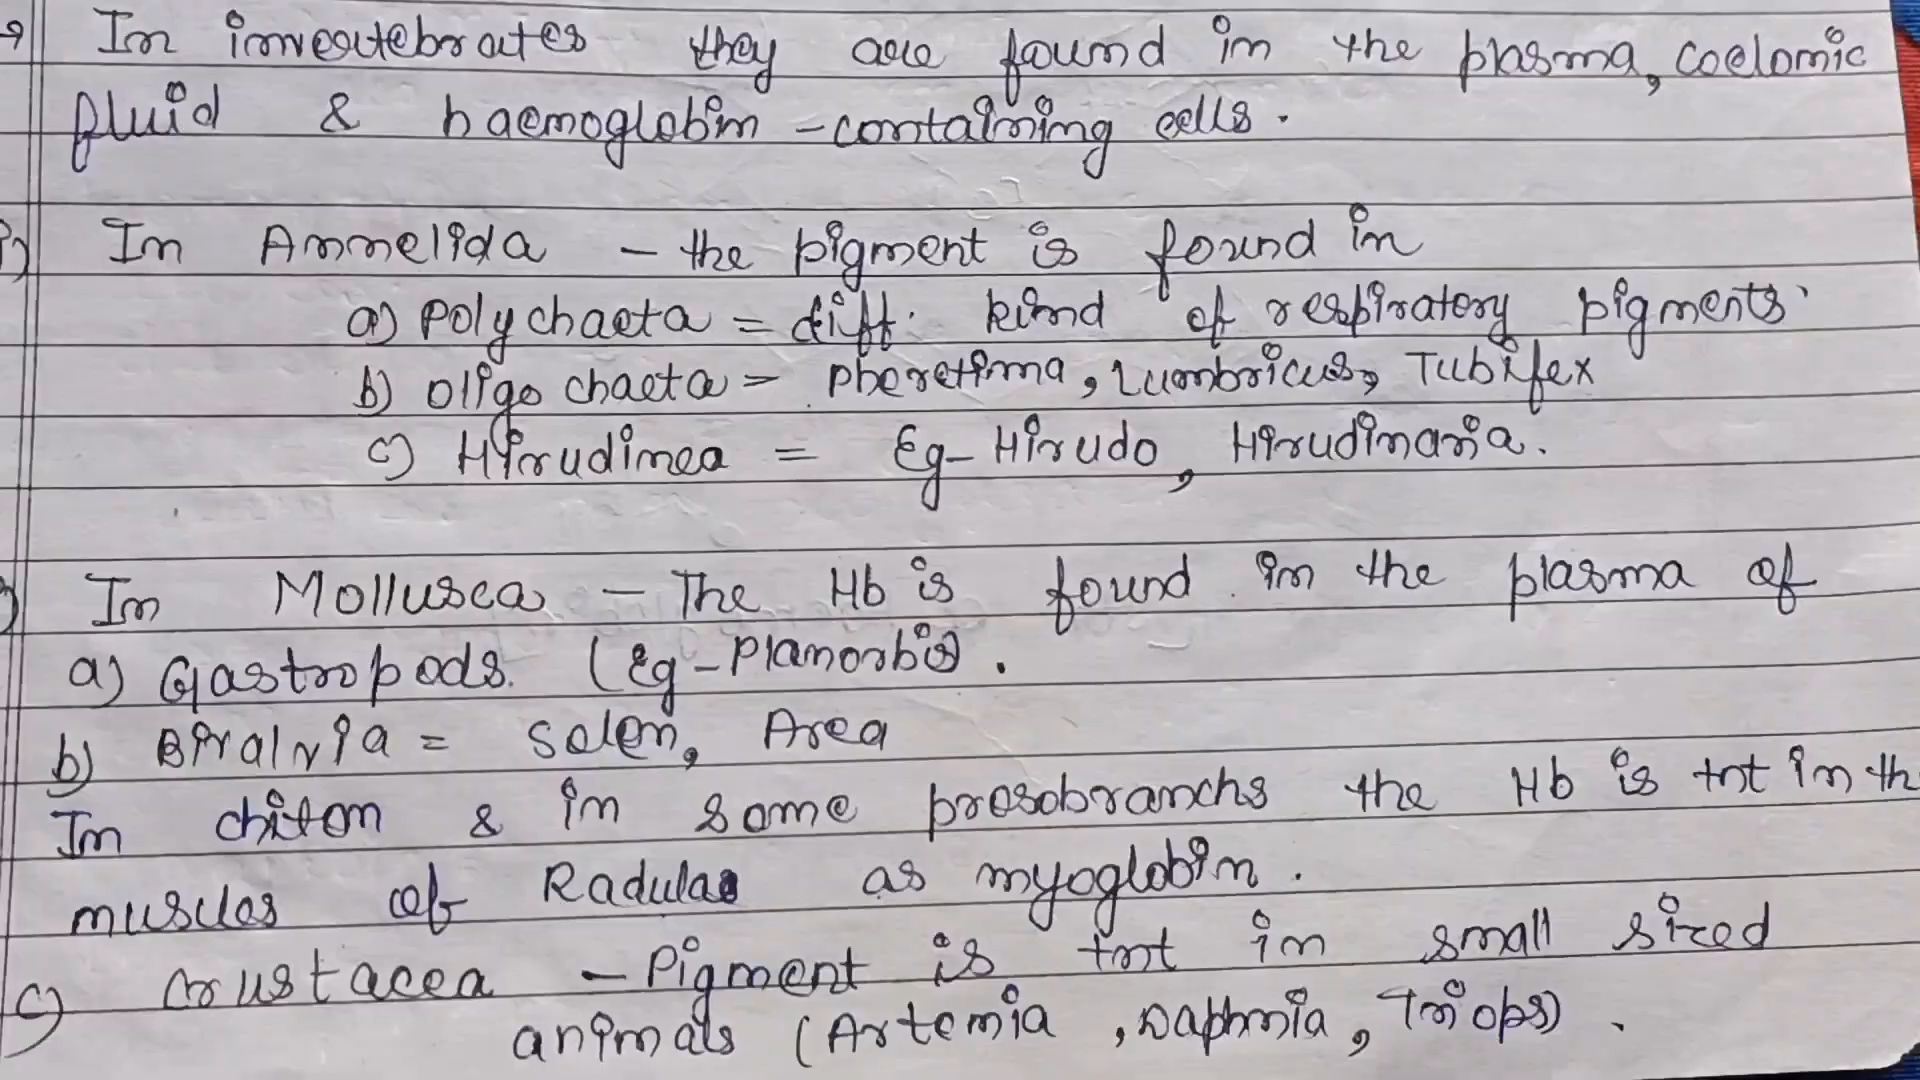 In invertebrates they are found in the plasma, coelomic
fluid & haemoglobin - containing cells.
In Annelida - the pigment is found in
a) Polychaeta = diff. kind of respiratory pigments.
b) Oligochaeta = Pheretima, Lumbricus, Tubifex
c) Hirudinea = Eg - Hirudo, Hirudinaria.
In Mollusca - The Hb is found in the plasma of
a) Gastropods. (Eg - Planorbis).
b) Bivalvia = Solen, Arca
In chiton & in some prosobranchs the Hb is tnt in th
muscles of Radulas as myoglobin.
c) Crustacea - Pigment is tnt in small sized
animals (Artemia, Daphnia, Triops).